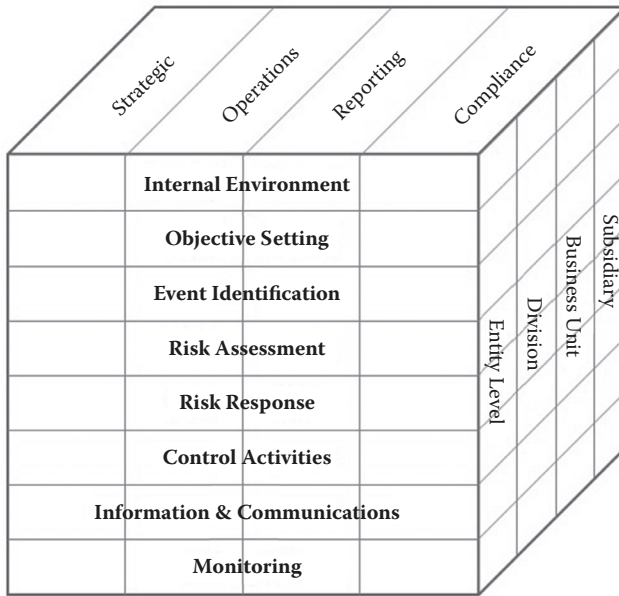 Strategic
Operations
Reporting
Compliance
Internal Environment
Objective Setting
Event Identification
Risk Assessment
Risk Response
Control Activities
Information & Communications
Monitoring
Entity Level
Division
Business Unit
Subsidiary